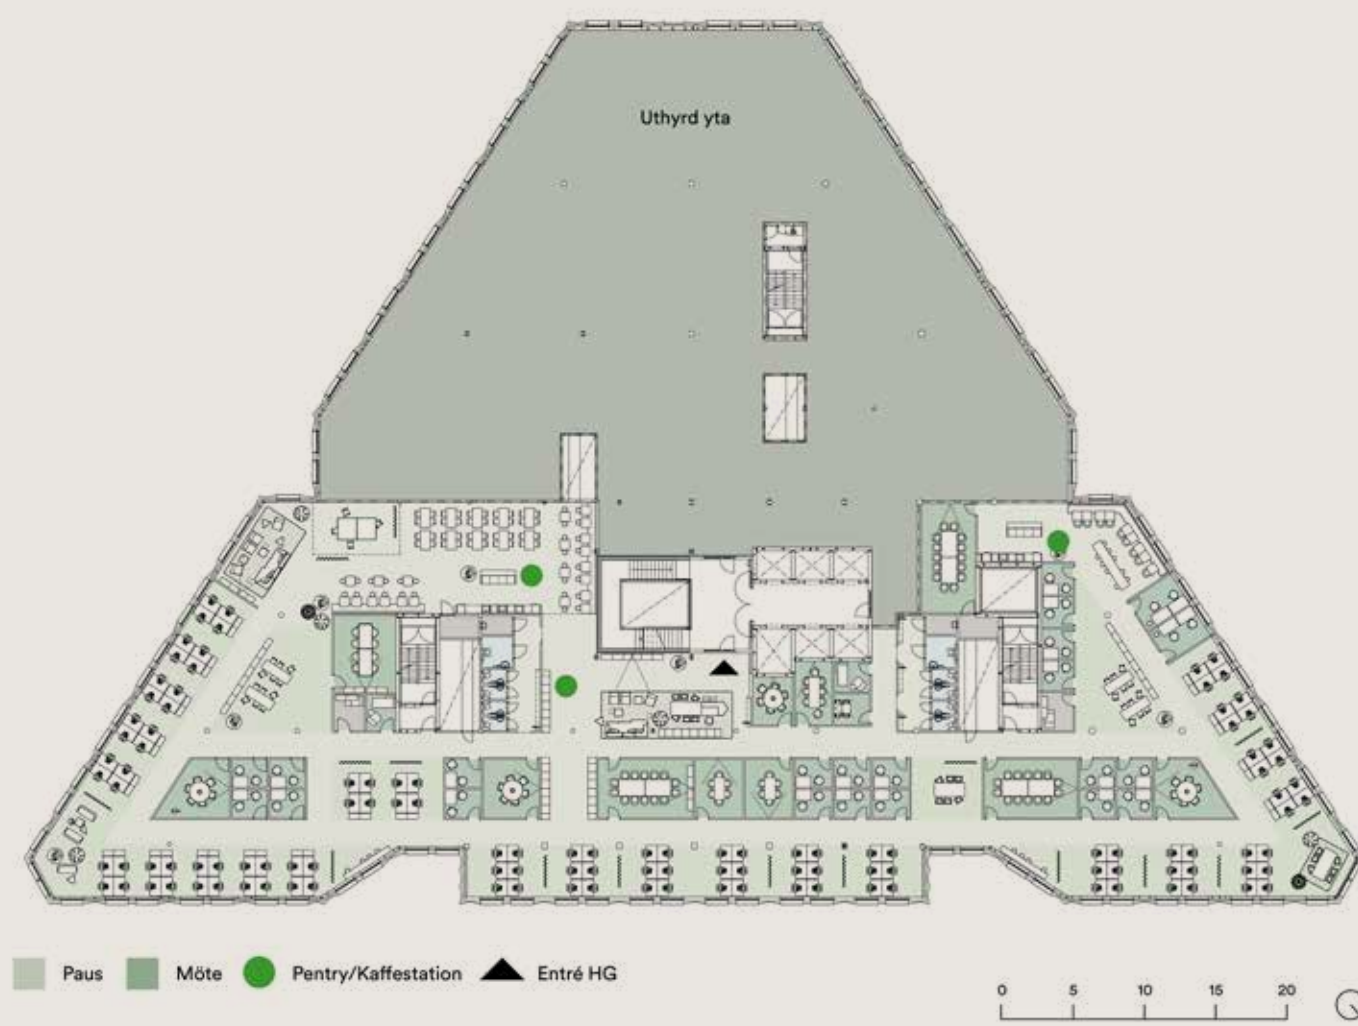 Uthyrd yta
Paus
Möte
Pentry/Kaffestation
Entré HG
0 5 10 15 20